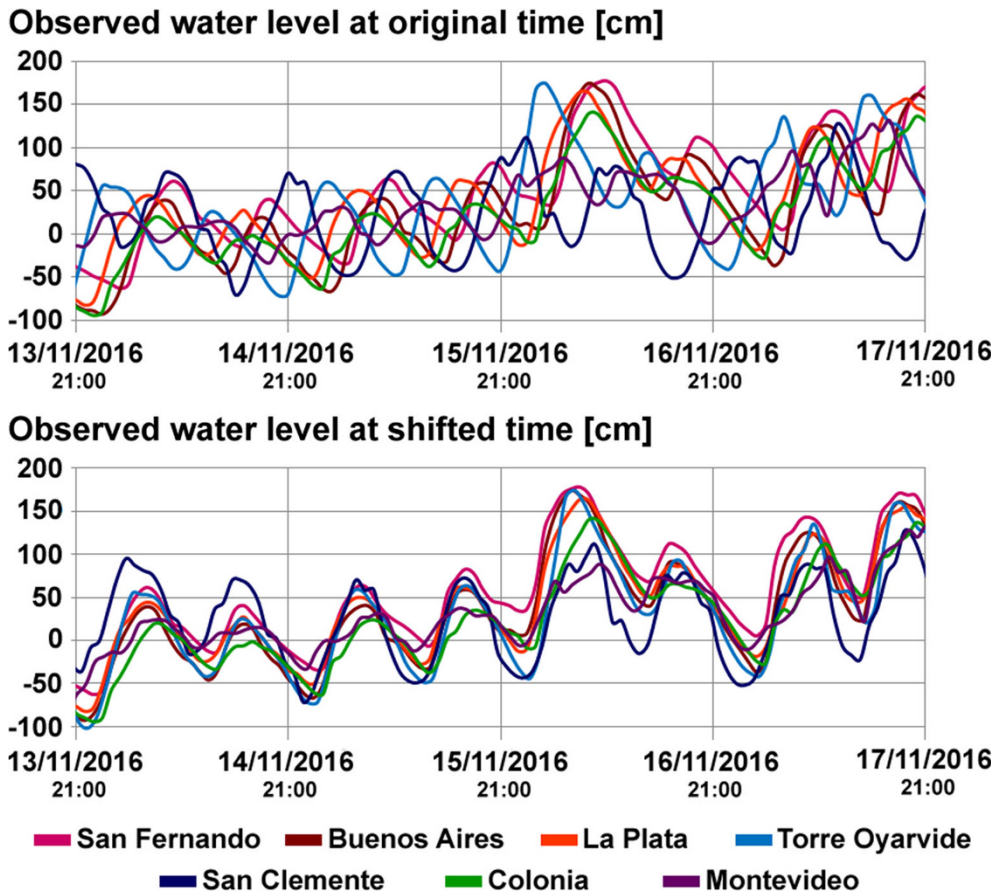 Observed water level at original time [cm]
200
150
100
50
0
-50
-100
13/11/2016 14/11/2016 15/11/2016 16/11/2016 17/11/2016
21:00 21:00 21:00 21:00 21:00
Observed water level at shifted time [cm]
200
150
100
50
0
-50
-100
13/11/2016 14/11/2016 15/11/2016 16/11/2016 17/11/2016
21:00 21:00 21:00 21:00 21:00
San Fernando Buenos Aires La Plata Torre Oyarvide
San Clemente Colonia Montevideo